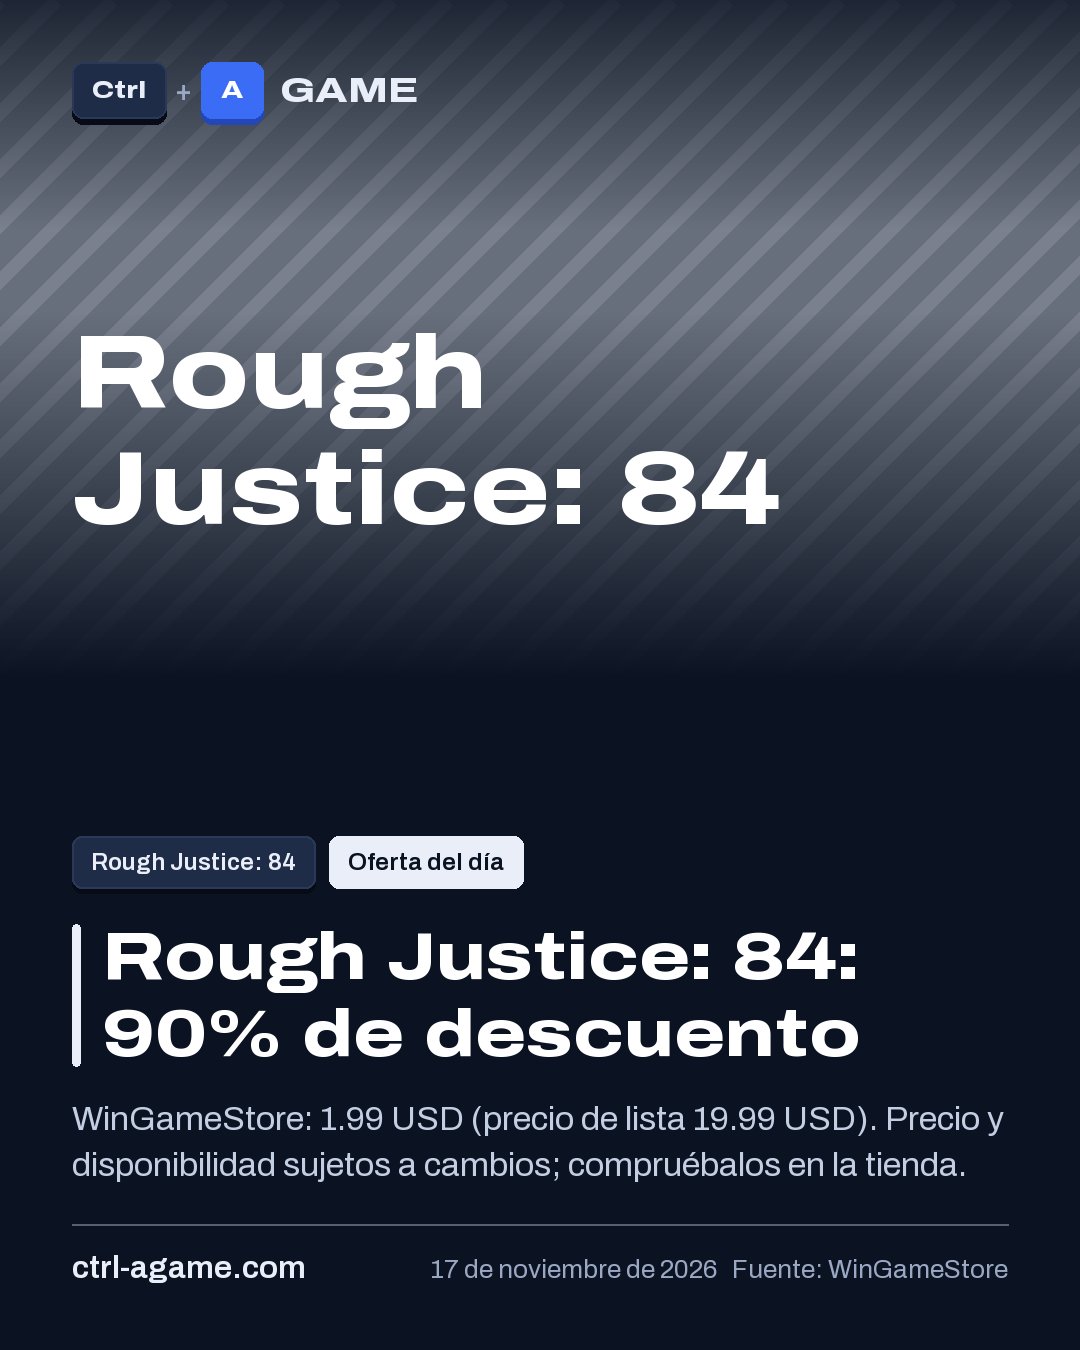 Ctrl + A GAME
Rough
Justice: 84
Rough Justice: 84 Oferta del día
Rough Justice: 84:
90% de descuento
WinGameStore: 1.99 USD (precio de lista 19.99 USD). Precio y
disponibilidad sujetos a cambios; compruébalos en la tienda.
ctrl-agame.com 17 de noviembre de 2026 Fuente: WinGameStore